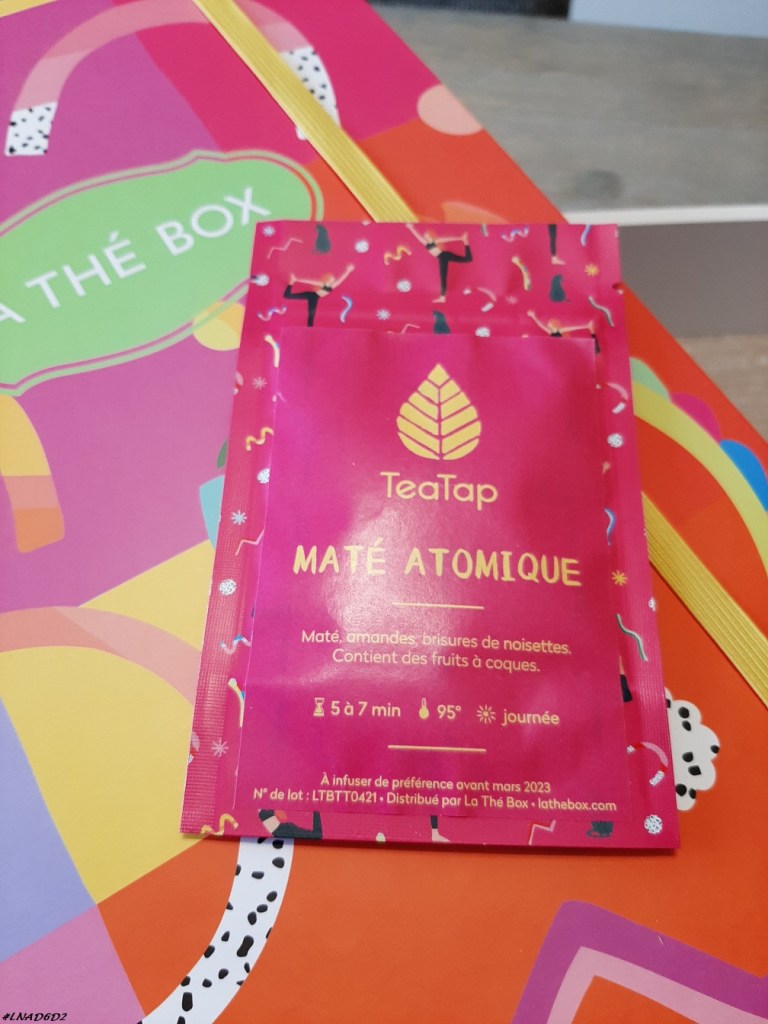 A THÉ BOX
TeaTap
MATÉ ATOMIQUE
Maté, amandes, brisures de noisettes.
Contient des fruits à coques.
5 à 7 min 95° journée
À infuser de préférence avant mars 2023
N° de lot : LTBTT0421 • Distribué par La Thé Box • lathebox.com
#LNAD6D2